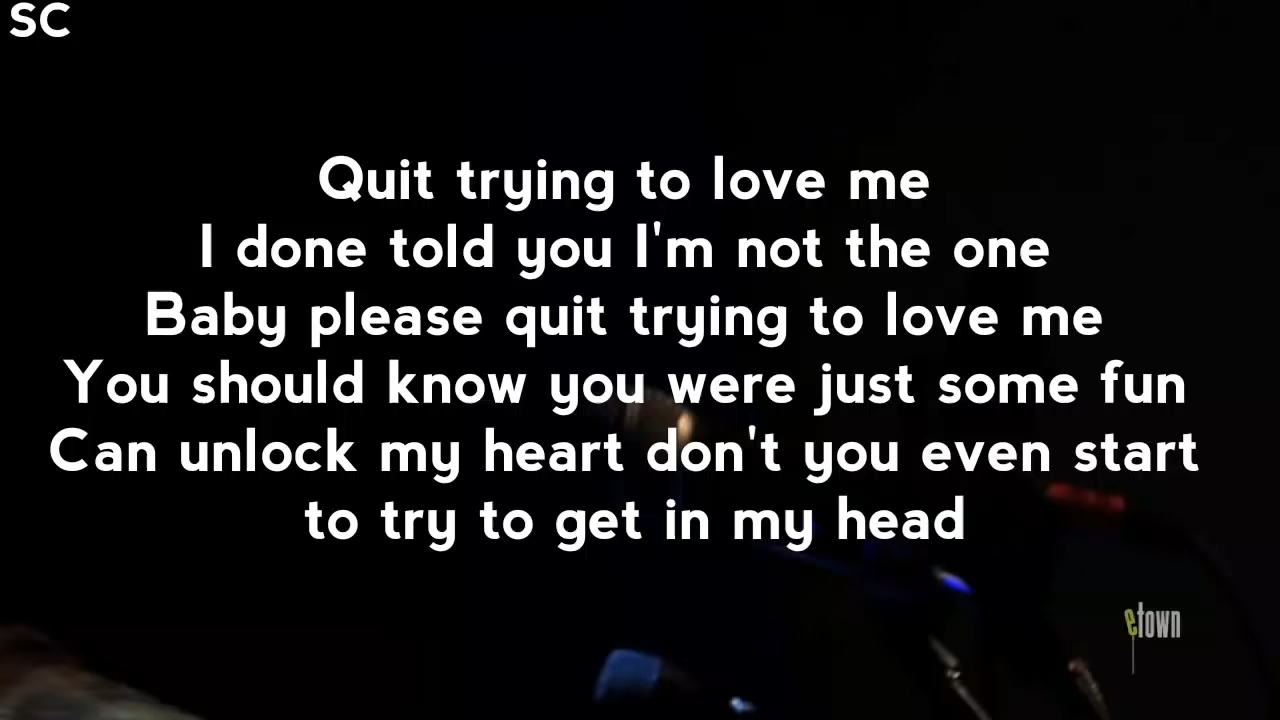 SC
Quit trying to love me
I done told you I'm not the one
Baby please quit trying to love me
You should know you were just some fun
Can unlock my heart don't you even start
to try to get in my head
etown